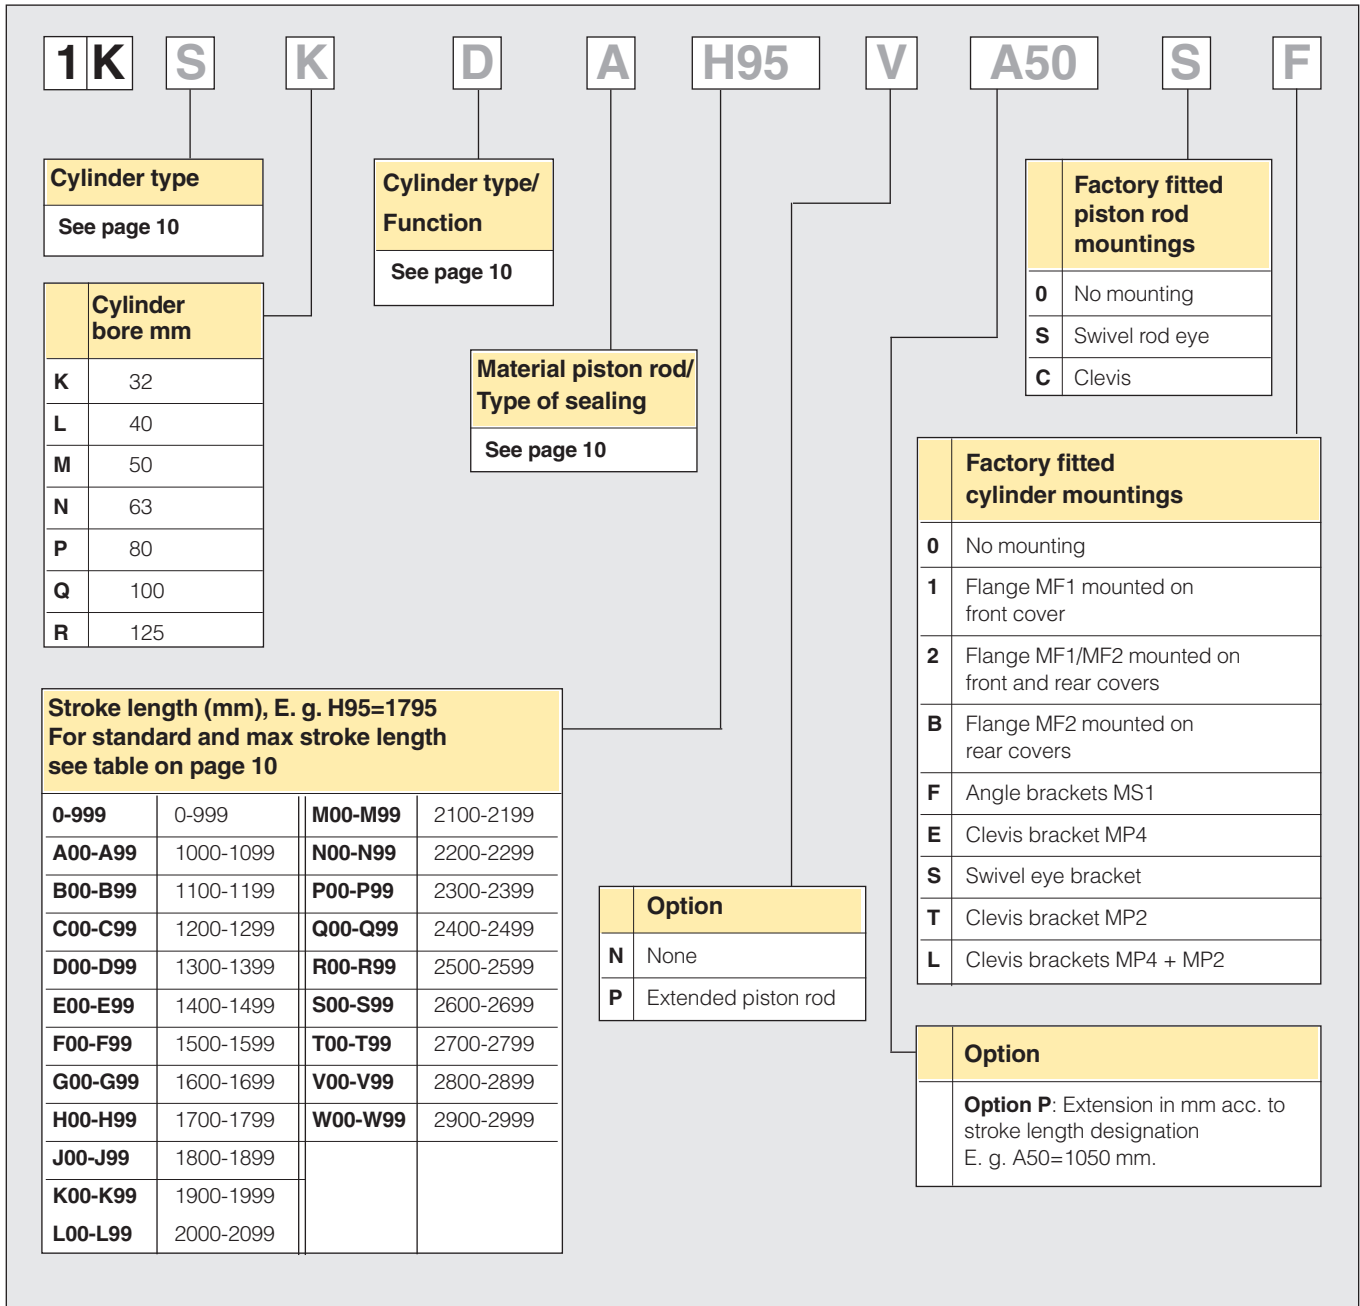 1 K S K D A H95 V A50 S F
Cylinder type
See page 10
Cylinder type/
Function
See page 10
Factory fitted
piston rod
mountings
0 No mounting
S Swivel rod eye
C Clevis
Cylinder
bore mm
K 32
L 40
M 50
N 63
P 80
Q 100
R 125
Material piston rod/
Type of sealing
See page 10
Factory fitted
cylinder mountings
0 No mounting
1 Flange MF1 mounted on
front cover
2 Flange MF1/MF2 mounted on
front and rear covers
B Flange MF2 mounted on
rear covers
F Angle brackets MS1
E Clevis bracket MP4
S Swivel eye bracket
T Clevis bracket MP2
L Clevis brackets MP4 + MP2
Stroke length (mm), E. g. H95=1795
For standard and max stroke length
see table on page 10
0-999 0-999 M00-M99 2100-2199
A00-A99 1000-1099 N00-N99 2200-2299
B00-B99 1100-1199 P00-P99 2300-2399
C00-C99 1200-1299 Q00-Q99 2400-2499
D00-D99 1300-1399 R00-R99 2500-2599
E00-E99 1400-1499 S00-S99 2600-2699
F00-F99 1500-1599 T00-T99 2700-2799
G00-G99 1600-1699 V00-V99 2800-2899
H00-H99 1700-1799 W00-W99 2900-2999
J00-J99 1800-1899
K00-K99 1900-1999
L00-L99 2000-2099
Option
N None
P Extended piston rod
Option
Option P: Extension in mm acc. to
stroke length designation
E. g. A50=1050 mm.